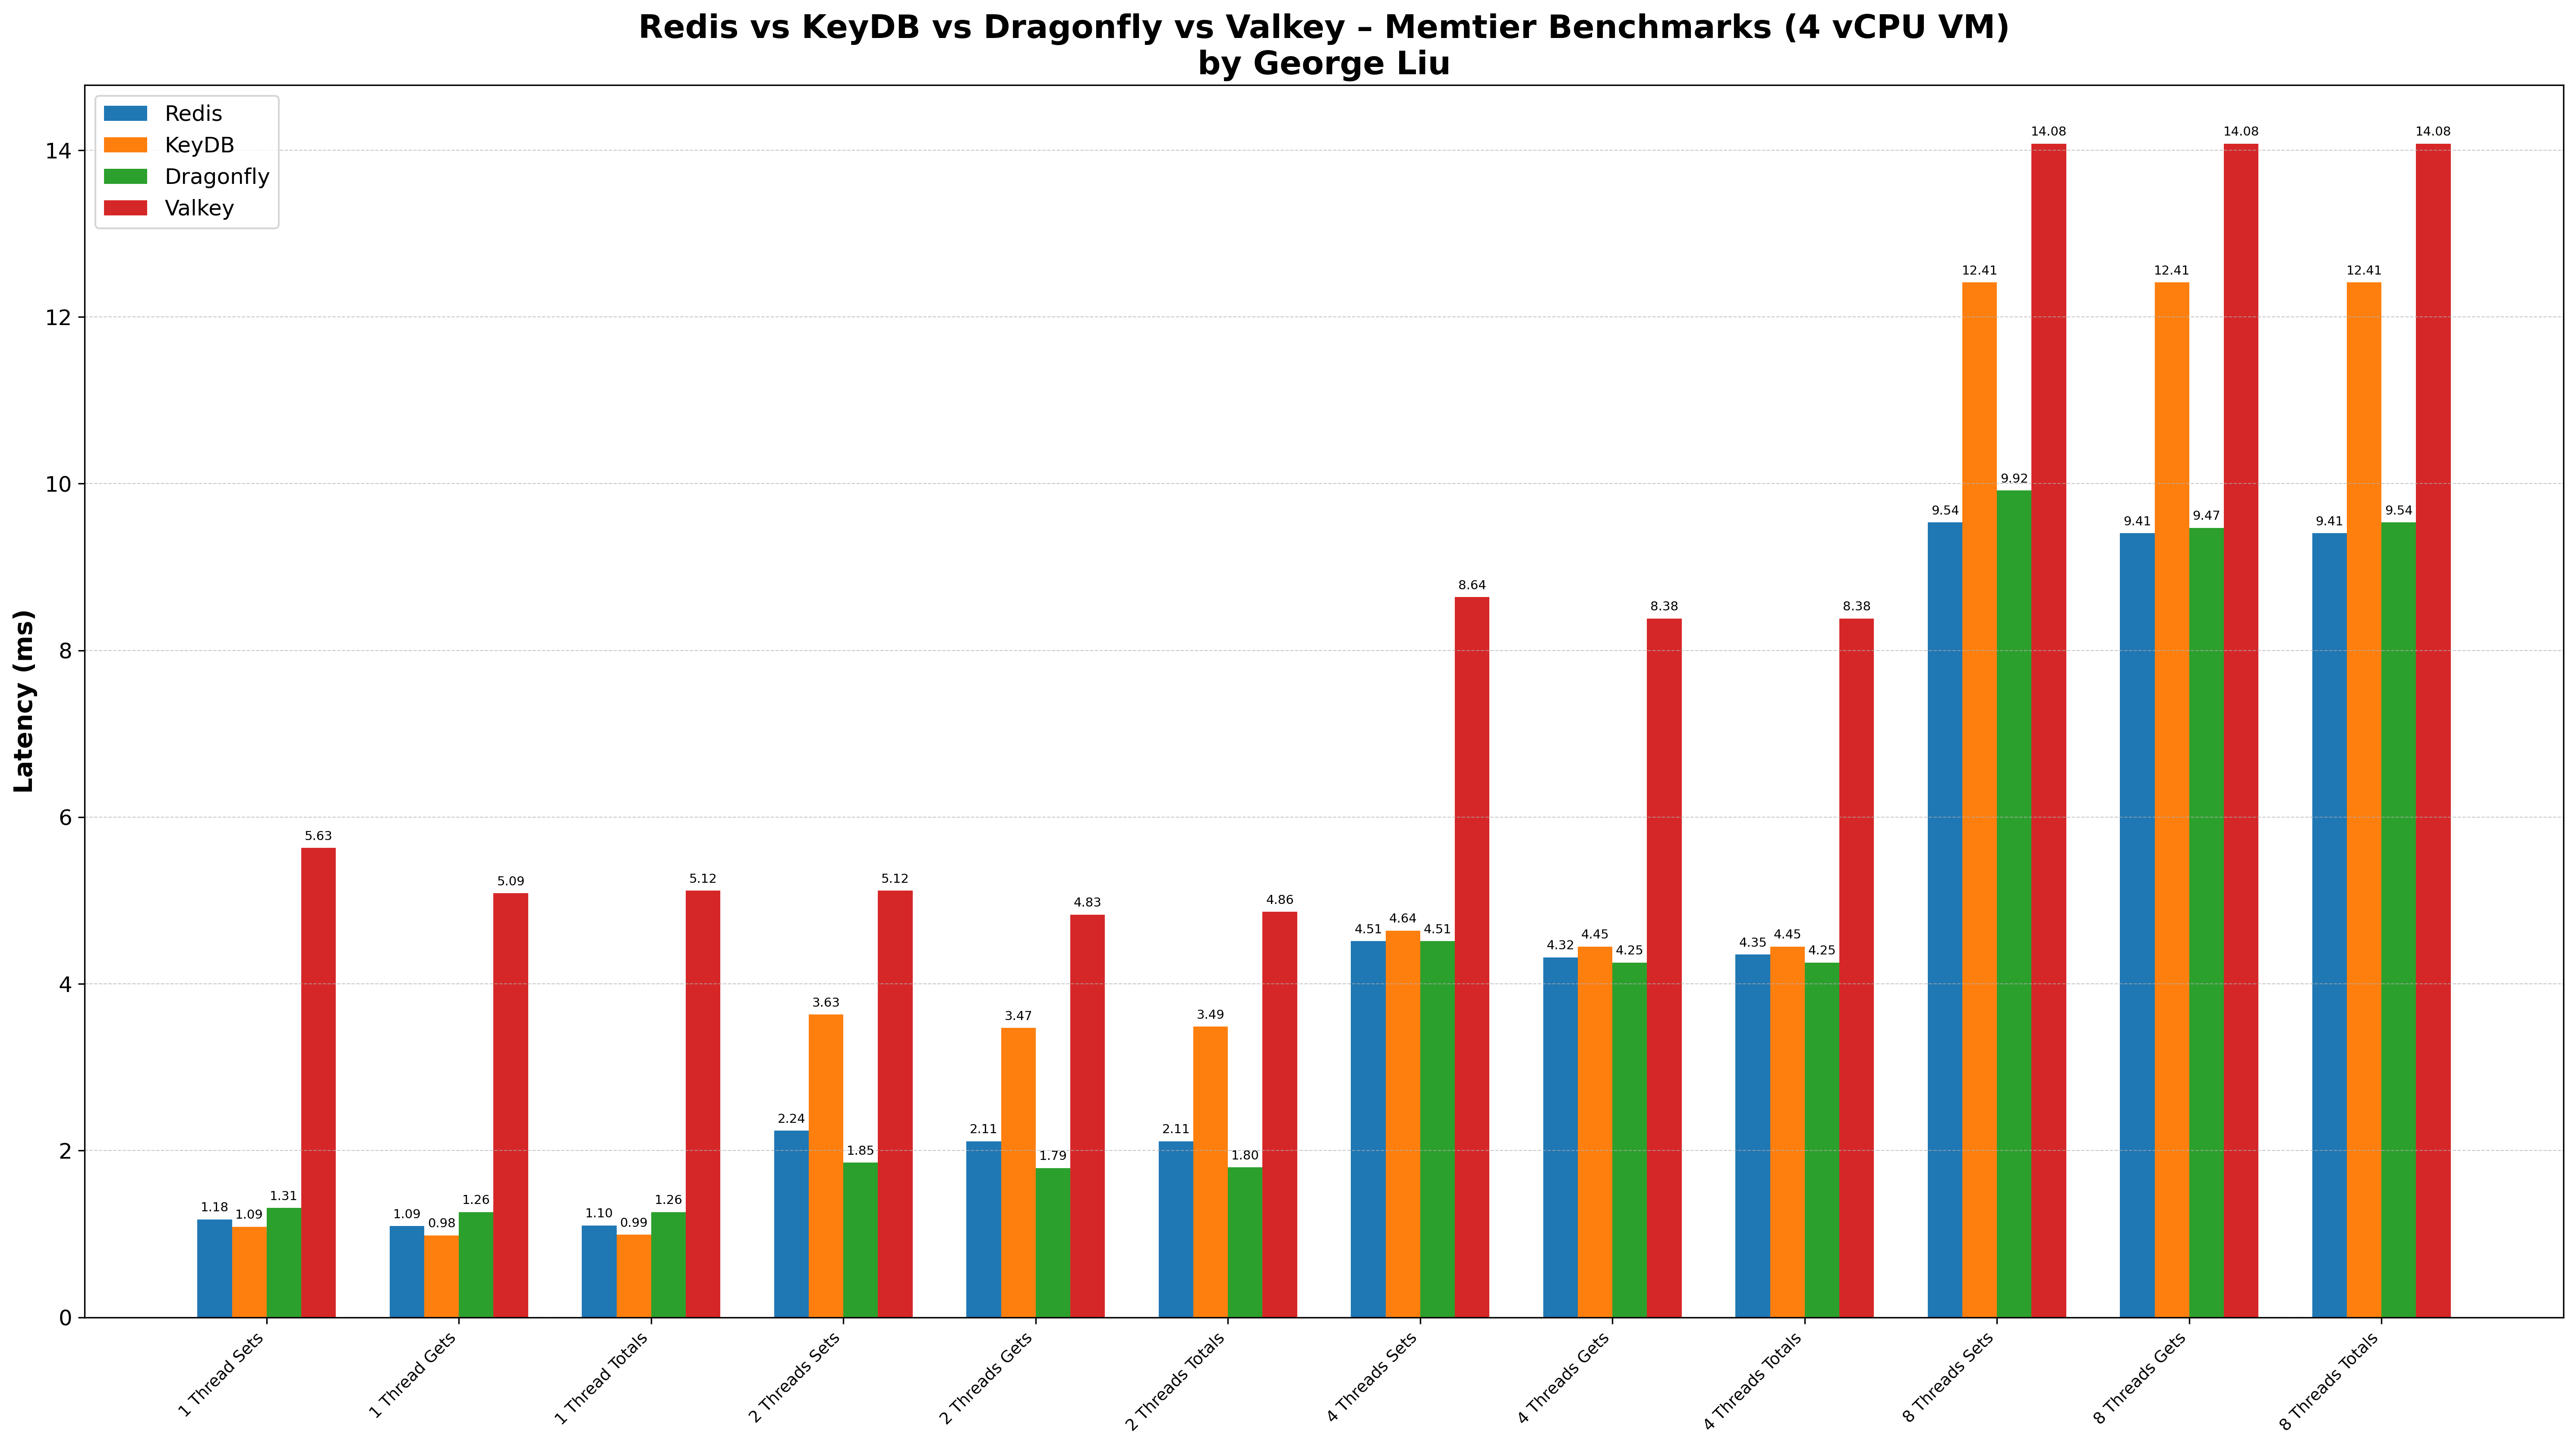 Redis vs KeyDB vs Dragonfly vs Valkey – Memtier Benchmarks (4 vCPU VM)
by George Liu
Redis
KeyDB
Dragonfly
Valkey
Latency (ms)
14
12
10
8
6
4
2
0
1.18
1.09
1.31
5.63
1.09
0.98
1.26
5.09
1.10
0.99
1.26
5.12
2.24
3.63
1.85
5.12
2.11
3.47
1.79
4.83
2.11
3.49
1.80
4.86
4.51
4.64
4.51
8.64
4.32
4.45
4.25
8.38
4.35
4.45
4.25
8.38
9.54
12.41
9.92
14.08
9.41
12.41
9.47
14.08
9.41
12.41
9.54
14.08
1 Thread Sets
1 Thread Gets
1 Thread Totals
2 Threads Sets
2 Threads Gets
2 Threads Totals
4 Threads Sets
4 Threads Gets
4 Threads Totals
8 Threads Sets
8 Threads Gets
8 Threads Totals